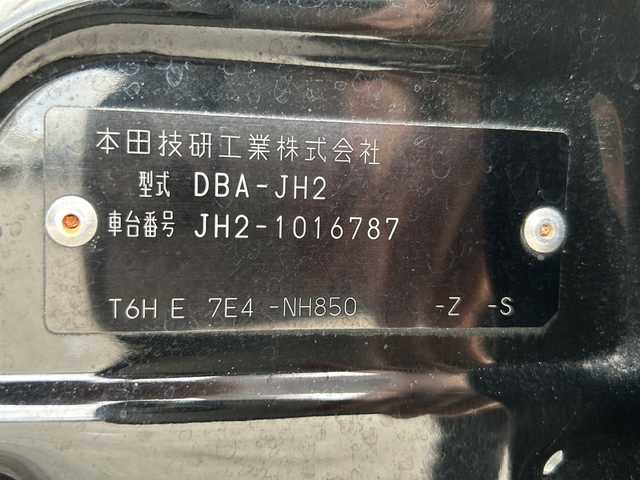 本田技研工業株式会社
型式 DBA-JH2
車台番号 JH2-1016787
T6H E 7E4 -NH850 -Z -S